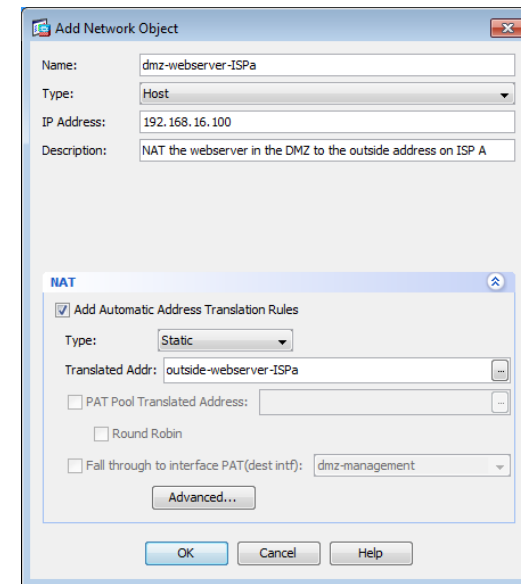 Add Network Object
Name: dmz-webserver-ISPa
Type: Host
IP Address: 192.168.16.100
Description: NAT the webserver in the DMZ to the outside address on ISP A
NAT
Add Automatic Address Translation Rules
Type: Static
Translated Addr: outside-webserver-ISPa ...
PAT Pool Translated Address: ...
Round Robin
Fall through to interface PAT(dest intf): dmz-management
Advanced...
OK Cancel Help